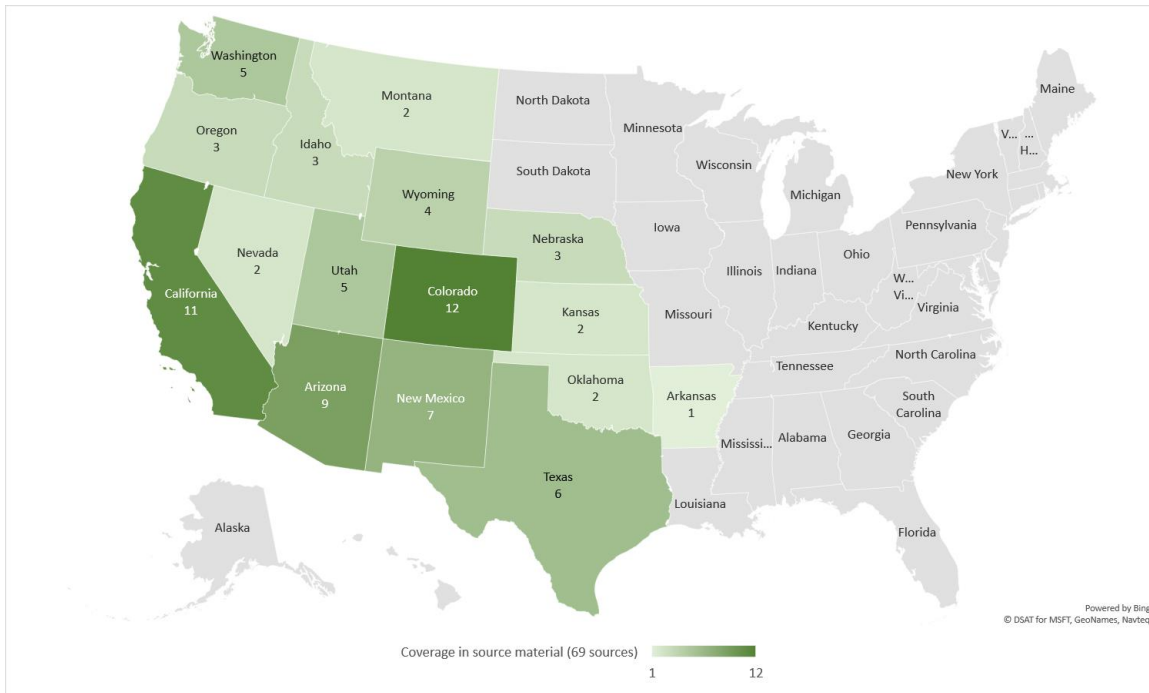 Washington
5
Montana
2
North Dakota
Minnesota
Maine
Oregon
3
Idaho
3
Wisconsin
V...
...
H...
South Dakota
Michigan
New York
Wyoming
4
Iowa
Pennsylvania
Nebraska
3
Nevada
2
Utah
5
Illinois
Indiana
Ohio
W...
Vi...
Virginia
California
11
Colorado
12
Kansas
2
Missouri
Kentucky
North Carolina
Tennessee
Arizona
9
New Mexico
7
Oklahoma
2
Arkansas
1
South
Carolina
Mississi...
Alabama
Georgia
Texas
6
Louisiana
Alaska
Florida
Powered by Bing
© DSAT for MSFT, GeoNames, Navteq
Coverage in source material (69 sources)
1
12